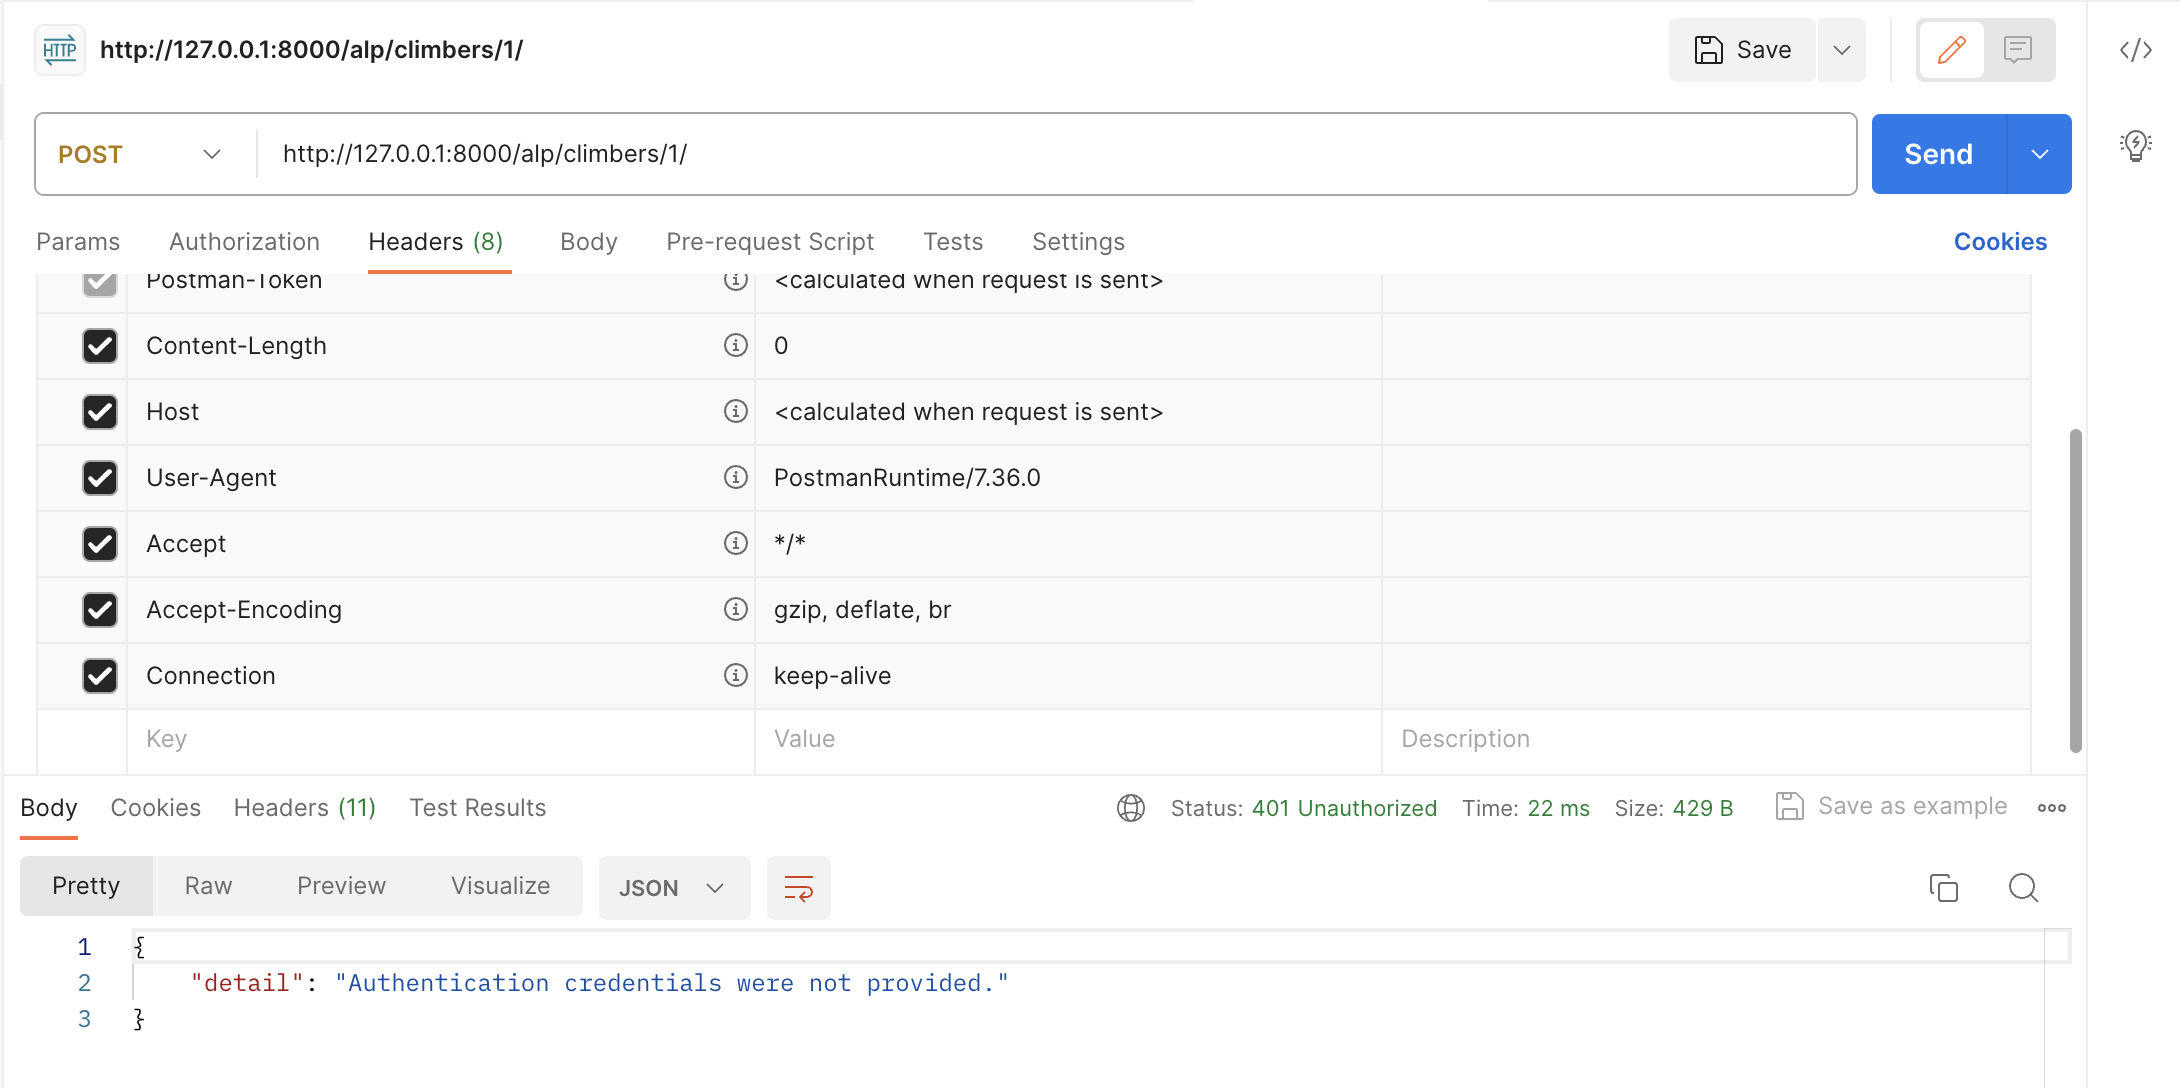 HTTP http://127.0.0.1:8000/alp/climbers/1/ Save
POST http://127.0.0.1:8000/alp/climbers/1/ Send
Params Authorization Headers (8) Body Pre-request Script Tests Settings Cookies
Postman-Token <calculated when request is sent>
Content-Length 0
Host <calculated when request is sent>
User-Agent PostmanRuntime/7.36.0
Accept */*
Accept-Encoding gzip, deflate, br
Connection keep-alive
Key Value Description
Body Cookies Headers (11) Test Results Status: 401 Unauthorized Time: 22 ms Size: 429 B Save as example
Pretty Raw Preview Visualize JSON
1 {
2 "detail": "Authentication credentials were not provided."
3 }